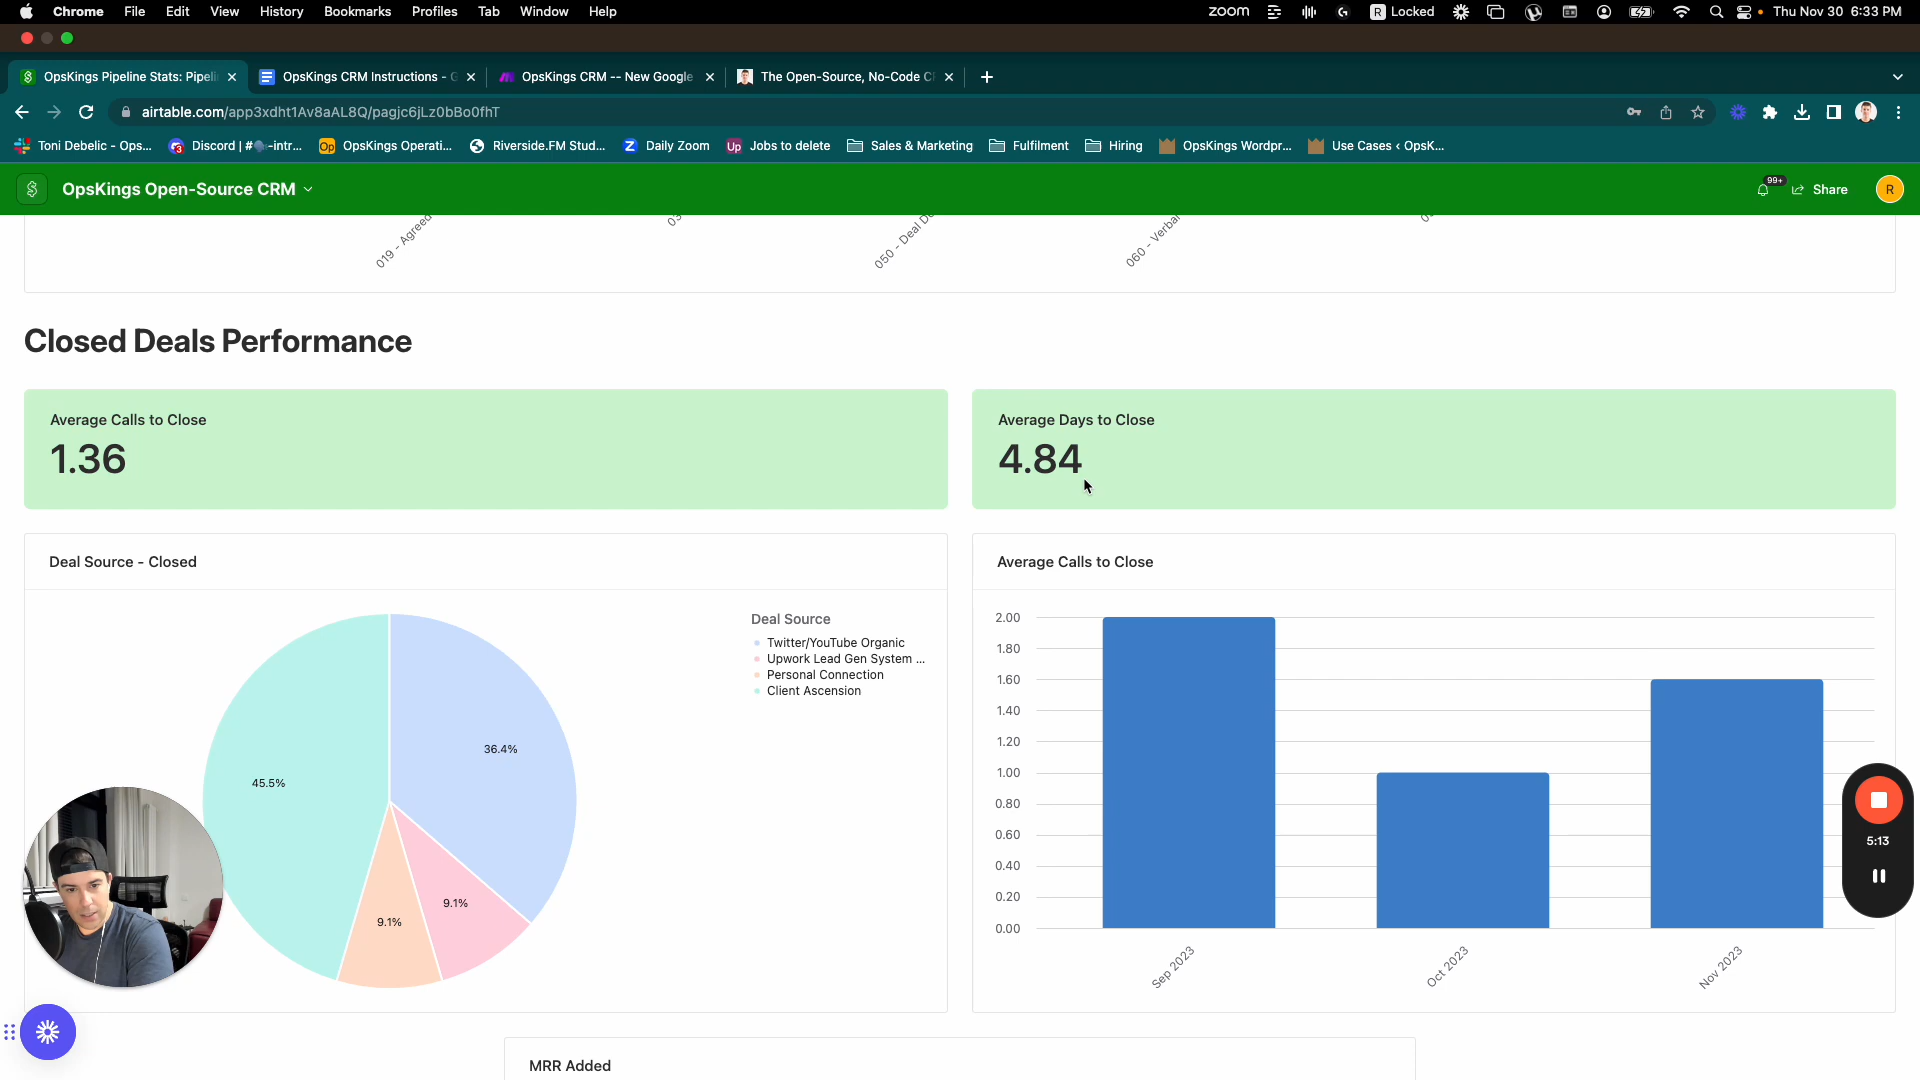 Chrome File Edit View History Bookmarks Profiles Tab Window Help zoom R Locked Thu Nov 30 6:33 PM
OpsKings Pipeline Stats: Pipeli OpsKings CRM Instructions - G OpsKings CRM -- New Google The Open-Source, No-Code C
airtable.com/app3xdht1Av8aAL8Q/pagjc6jLz0bBo0fhT
Toni Debelic - Ops... 3 Discord | #🗣-intr... Op OpsKings Operati... Riverside.FM Stud... Z Daily Zoom Up Jobs to delete Sales & Marketing Fulfilment Hiring OpsKings Wordpr... Use Cases ‹ OpsK...
OpsKings Open-Source CRM 99+ Share R
019 - Agreed
050 - Deal De
060 - Verbal
Closed Deals Performance
Average Calls to Close
1.36
Average Days to Close
4.84
Deal Source - Closed
Deal Source
Twitter/YouTube Organic
Upwork Lead Gen System ...
Personal Connection
Client Ascension
36.4%
45.5%
9.1%
9.1%
Average Calls to Close
2.00
1.80
1.60
1.40
1.20
1.00
0.80
0.60
0.40
0.20
0.00
Sep 2023
Oct 2023
Nov 2023
5:13
MRR Added